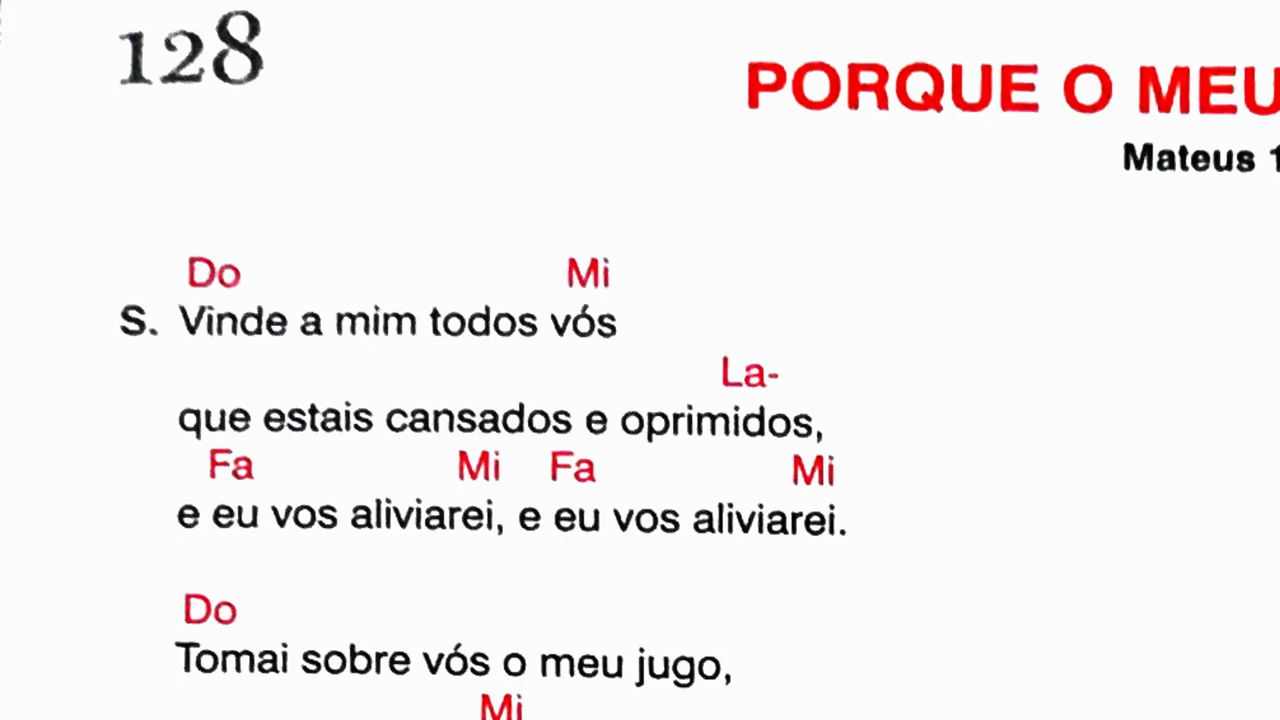 128
PORQUE O MEU
Mateus 1
Do Mi
S. Vinde a mim todos vós
La-
que estais cansados e oprimidos,
Fa Mi Fa Mi
e eu vos aliviarei, e eu vos aliviarei.
Do
Tomai sobre vós o meu jugo,
Mi